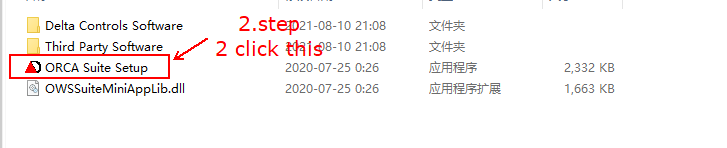 Delta Controls Software 2021-08-10 21:08 文件夹
2.step
Third Party Software 2021-08-10 21:08 文件夹
2 click this
ORCA Suite Setup 2020-07-25 0:26 应用程序 2,332 KB
OWSSuiteMiniAppLib.dll 2020-07-25 0:26 应用程序扩展 1,663 KB